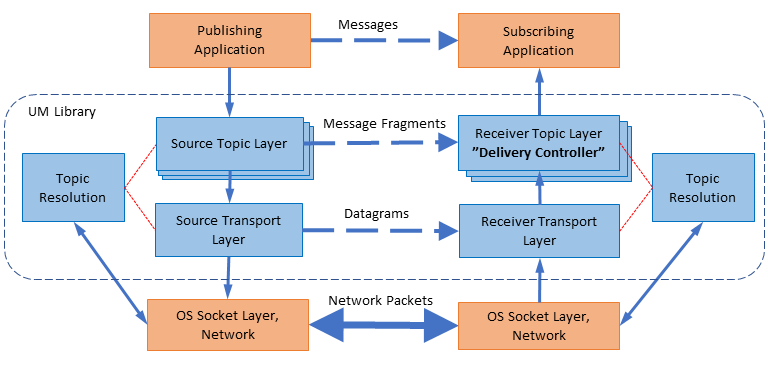 Publishing
Application
Messages
Subscribing
Application
UM Library
Source Topic Layer
Message Fragments
Receiver Topic Layer
”Delivery Controller”
Topic
Resolution
Topic
Resolution
Source Transport
Layer
Datagrams
Receiver Transport
Layer
OS Socket Layer,
Network
Network Packets
OS Socket Layer,
Network